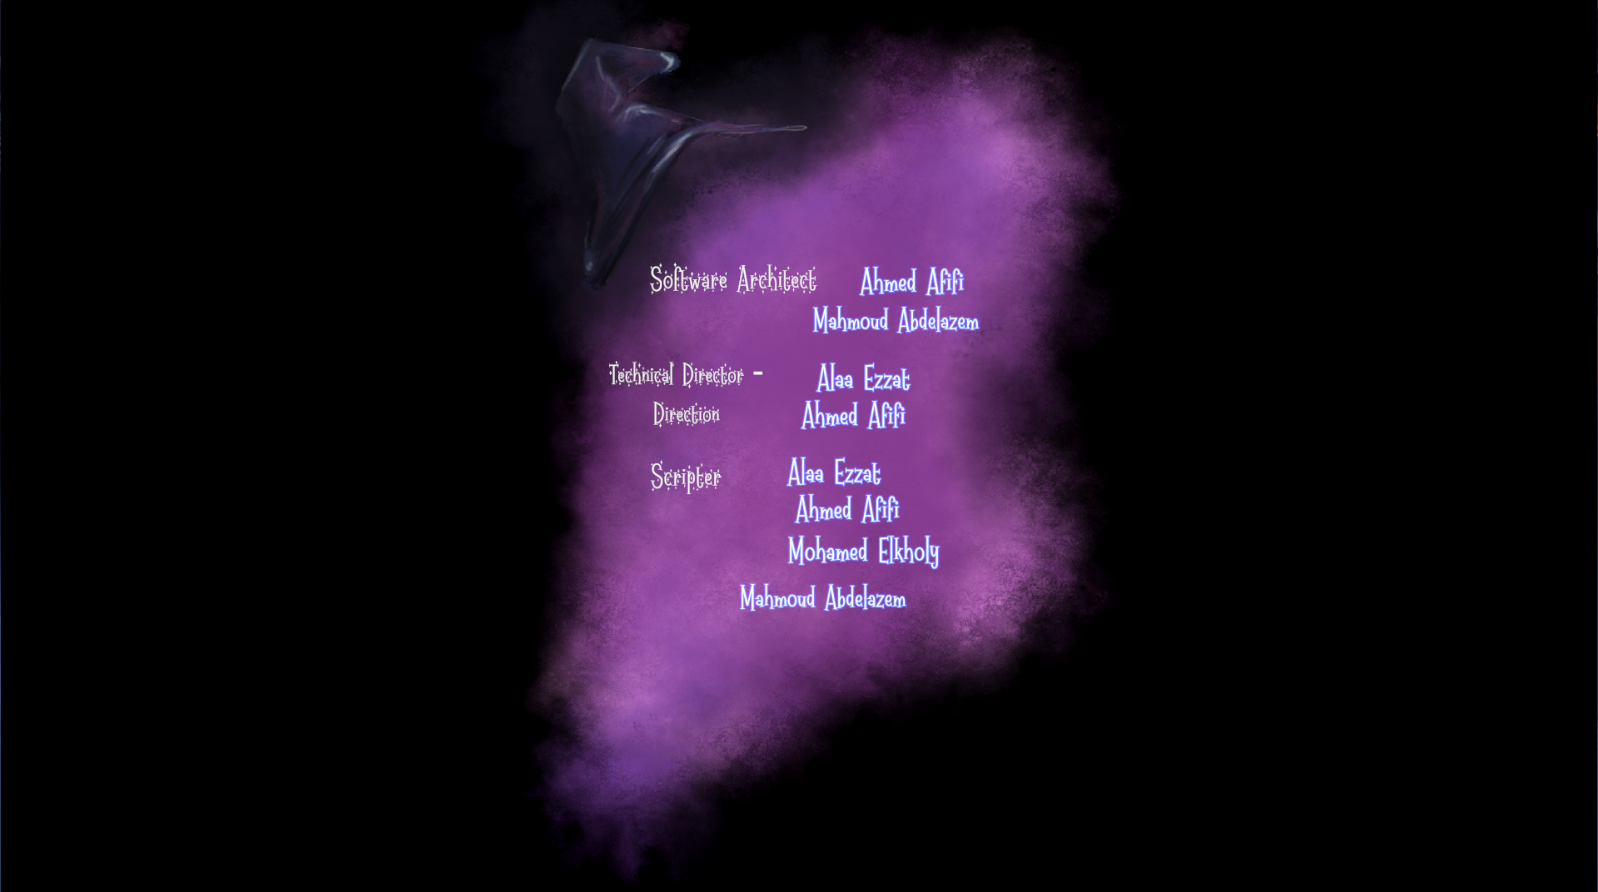 Software Architect Ahmed Afifi
Mahmoud Abdelazem
Technical Director - Alaa Ezzat
Direction Ahmed Afifi
Scripter Alaa Ezzat
Ahmed Afifi
Mohamed Elkholy
Mahmoud Abdelazem